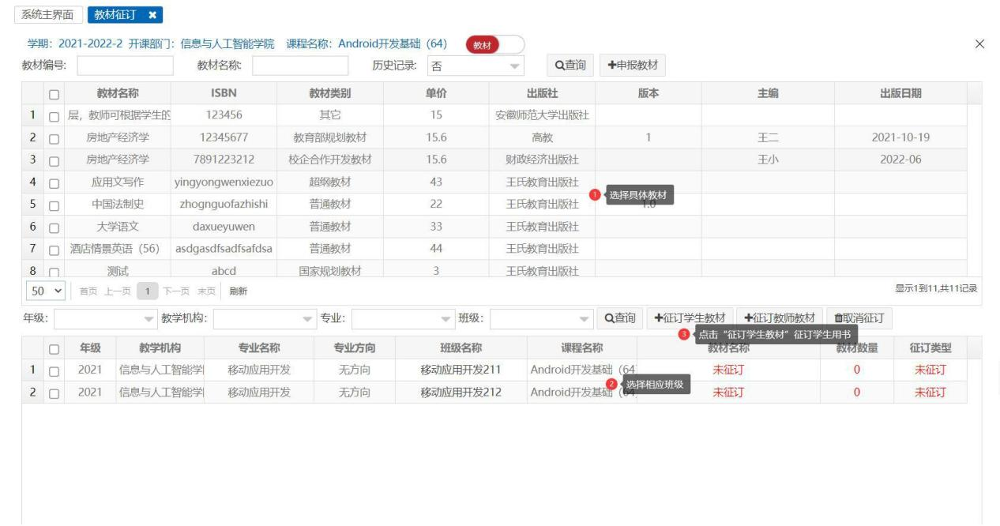 系统主界面 教材征订 ✖
学期：2021-2022-2 开课部门：信息与人工智能学院 课程名称：Android开发基础（64） 教材
教材编号： 教材名称： 历史记录： 否 查询 申报教材
教材名称 ISBN 教材类别 单价 出版社 版本 主编 出版日期
1 层，教师可根据学生的 123456 其它 15 安徽师范大学出版社
2 房地产经济学 12345677 教育部规划教材 15.6 高教 1 王二 2021-10-19
3 房地产经济学 7891223212 校企合作开发教材 15.6 财政经济出版社 王小 2022-06
4 应用文写作 yingyongwenxiezuo 超纲教材 43 王氏教育出版社
1 选择具体教材
5 中国法制史 zhognguofazhishi 普通教材 22 王氏教育出版社 1.0
6 大学语文 daxueyuwen 普通教材 33 王氏教育出版社
7 酒店情景英语（56） asdgasdfsadfsafdsa 普通教材 44 王氏教育出版社
8 测试 abcd 国家规划教材 3 王氏教育出版社
50 首页 上一页 1 下一页 末页 刷新 显示1到11,共11记录
年级： 教学机构： 专业： 班级： 查询 征订学生教材 征订教师教材 取消征订
3 点击“征订学生教材”征订学生用书
年级 教学机构 专业名称 专业方向 班级名称 课程名称 教材名称 教材数量 征订类型
1 2021 信息与人工智能学 移动应用开发 无方向 移动应用开发211 Android开发基础（64 未征订 0 未征订
2 选择相应班级
2 2021 信息与人工智能学 移动应用开发 无方向 移动应用开发212 Android开发基础（64 未征订 0 未征订